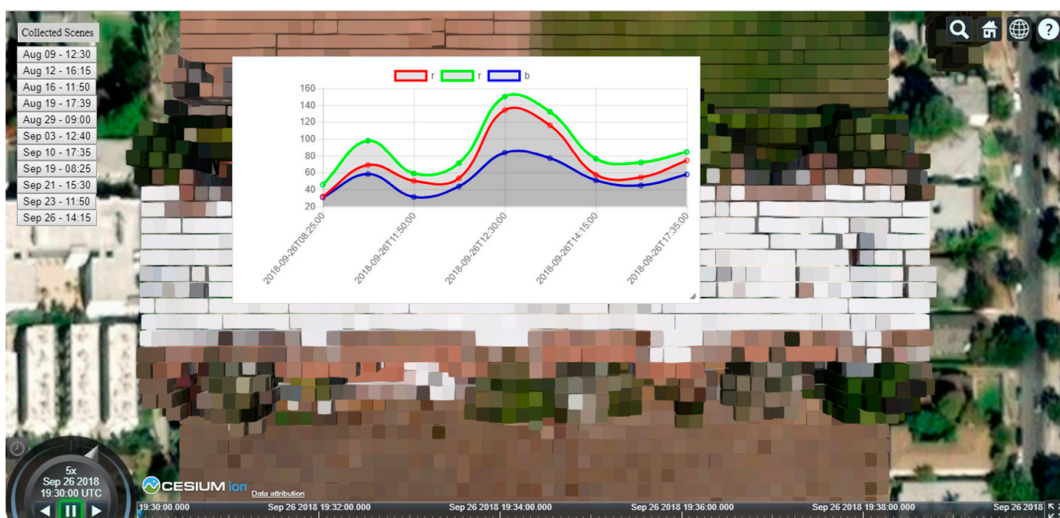 Collected Scenes
Aug 09 - 12:30
Aug 12 - 16:15
Aug 16 - 11:50
Aug 19 - 17:39
Aug 29 - 09:00
Sep 03 - 12:40
Sep 10 - 17:35
Sep 19 - 08:25
Sep 21 - 15:30
Sep 23 - 11:50
Sep 26 - 14:15
?
r r b
160
140
120
100
80
60
40
20
2018-09-26T08:25:00
2018-09-26T11:50:00
2018-09-26T12:30:00
2018-09-26T14:15:00
2018-09-26T17:35:00
5x
Sep 26 2018
19:30:00 UTC
CESIUM ion
Data attribution
19:30:00.000 Sep 26 2018 19:32:00.000 Sep 26 2018 19:34:00.000 Sep 26 2018 19:36:00.000 Sep 26 2018 19:38:00.000 Sep 26 2018